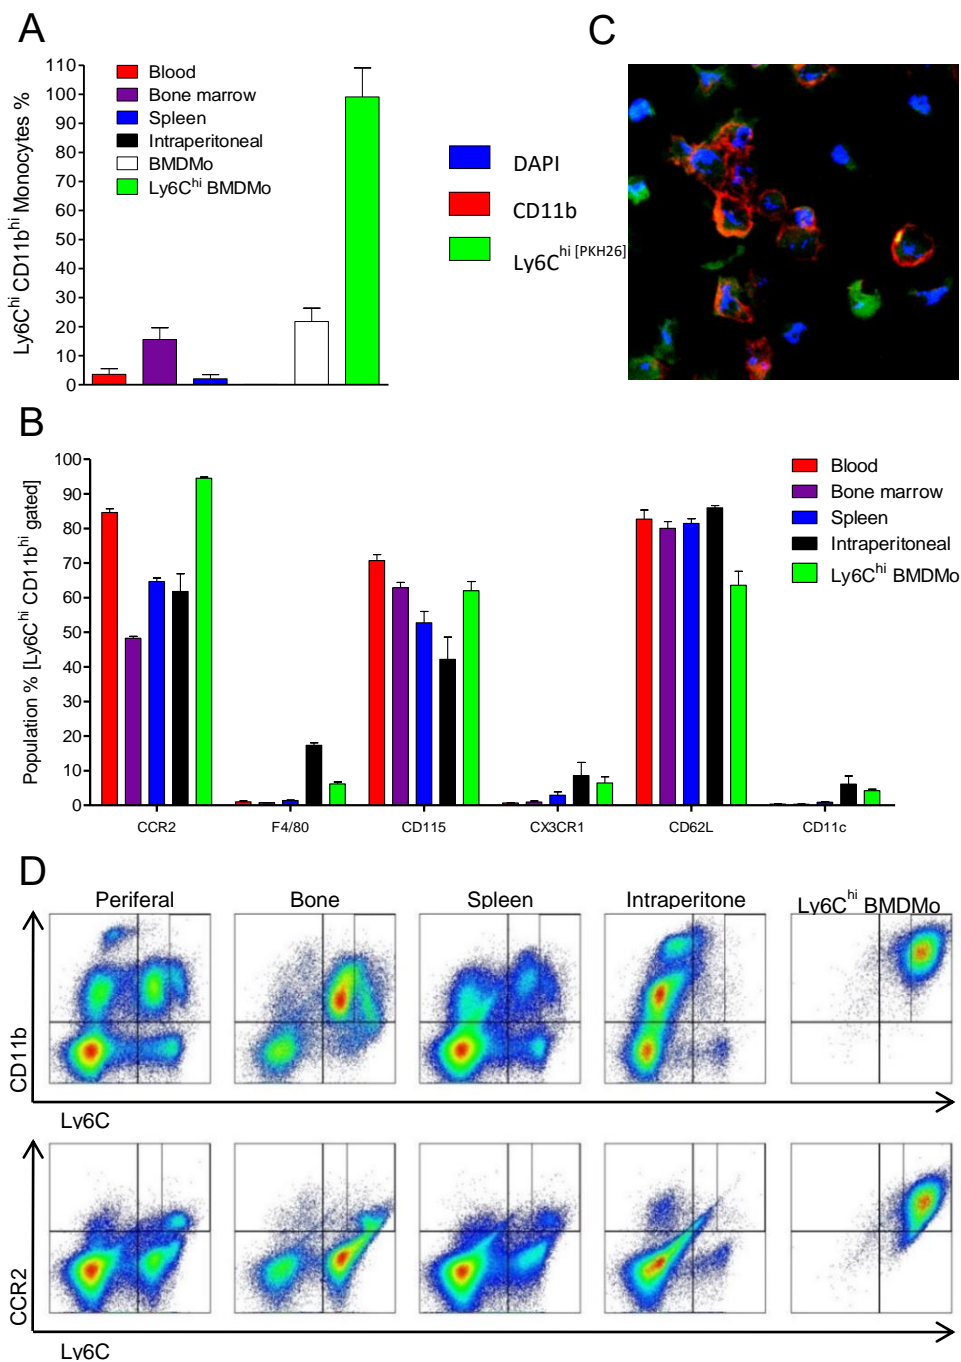 A
Ly6Chi CD11bhi Monocytes %
110
100
90
80
70
60
50
40
30
20
10
0
Blood
Bone marrow
Spleen
Intraperitoneal
BMDMo
Ly6Chi BMDMo
C
DAPI
CD11b
Ly6Chi [PKH26]
B
Population % [Ly6Chi CD11bhi gated]
100
90
80
70
60
50
40
30
20
10
0
CCR2
F4/80
CD115
CX3CR1
CD62L
CD11c
Blood
Bone marrow
Spleen
Intraperitoneal
Ly6Chi BMDMo
D
Periferal
Bone
Spleen
Intraperitone
Ly6Chi BMDMo
CD11b
Ly6C
CCR2
Ly6C